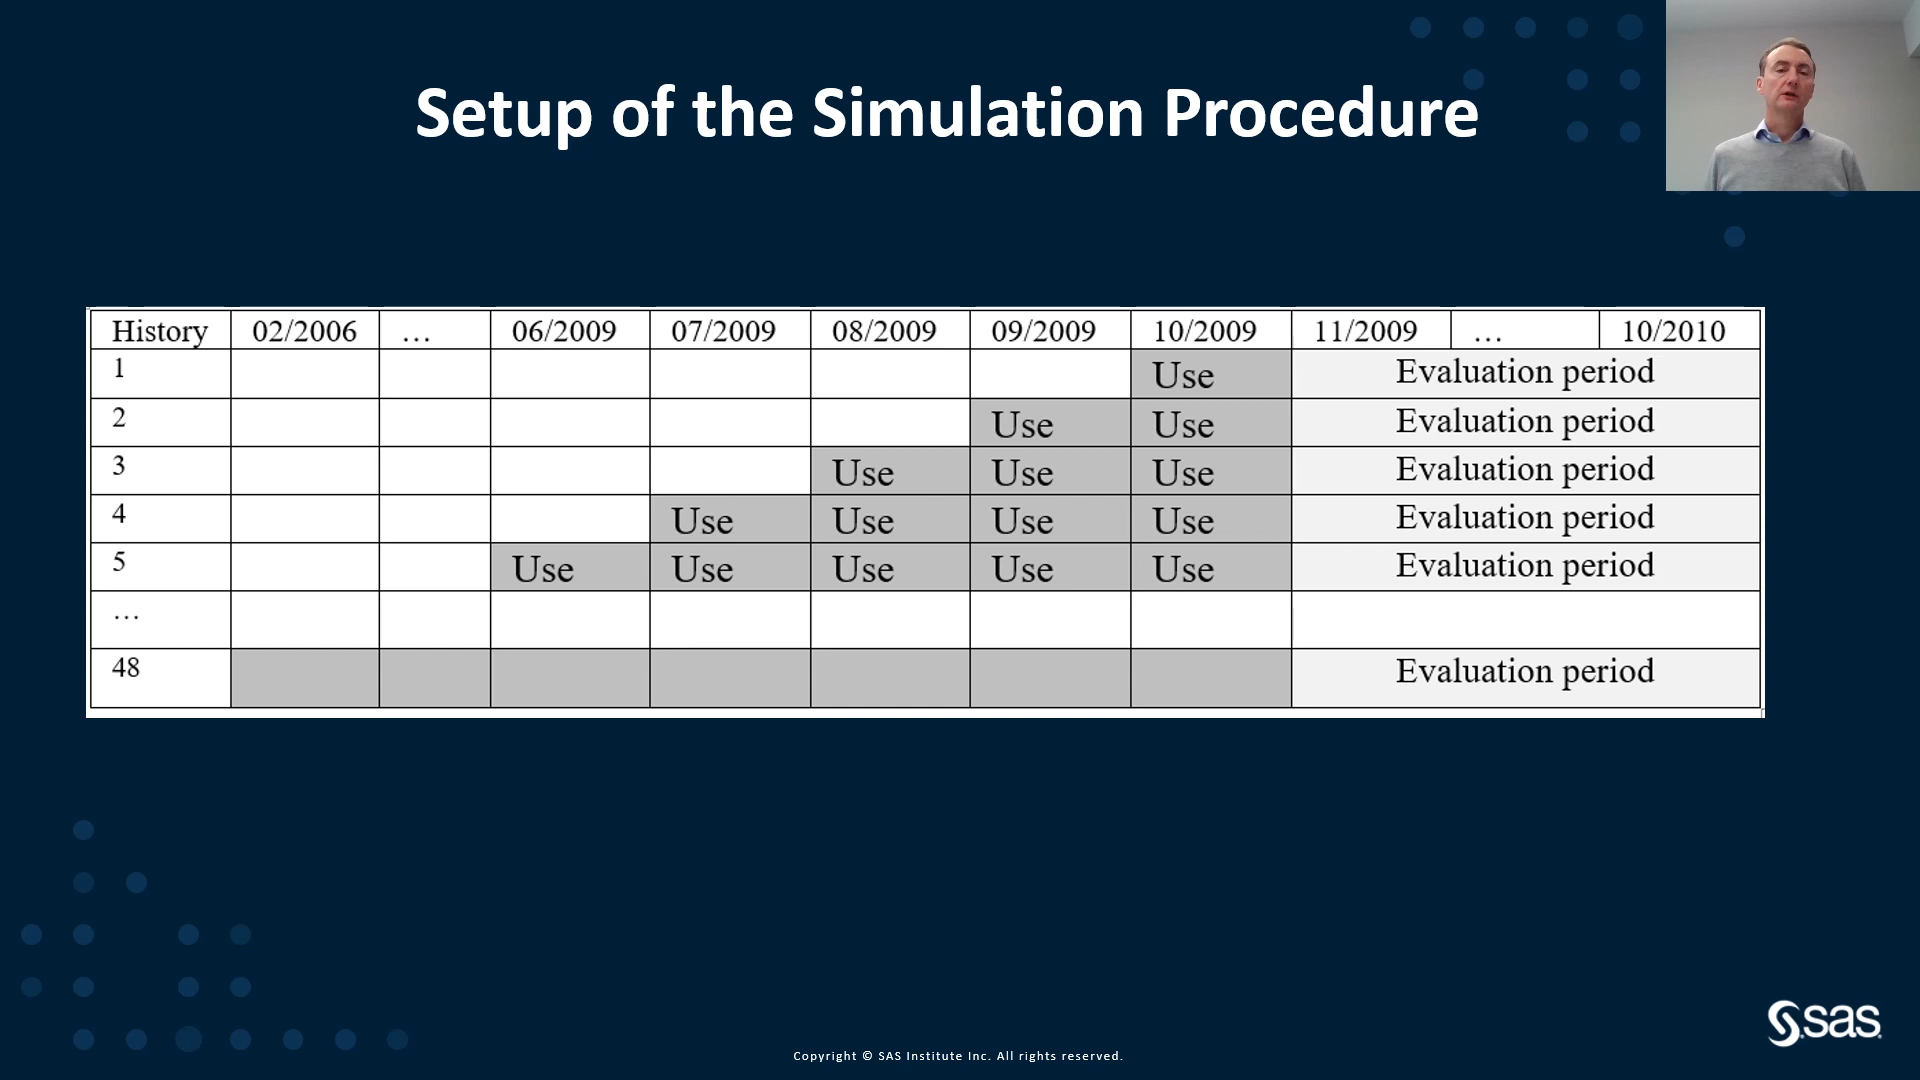 Setup of the Simulation Procedure
History 02/2006 … 06/2009 07/2009 08/2009 09/2009 10/2009 11/2009 … 10/2010
1 Use Evaluation period
2 Use Use Evaluation period
3 Use Use Use Evaluation period
4 Use Use Use Use Evaluation period
5 Use Use Use Use Use Evaluation period
…
48 Evaluation period
sas
Copyright © SAS Institute Inc. All rights reserved.